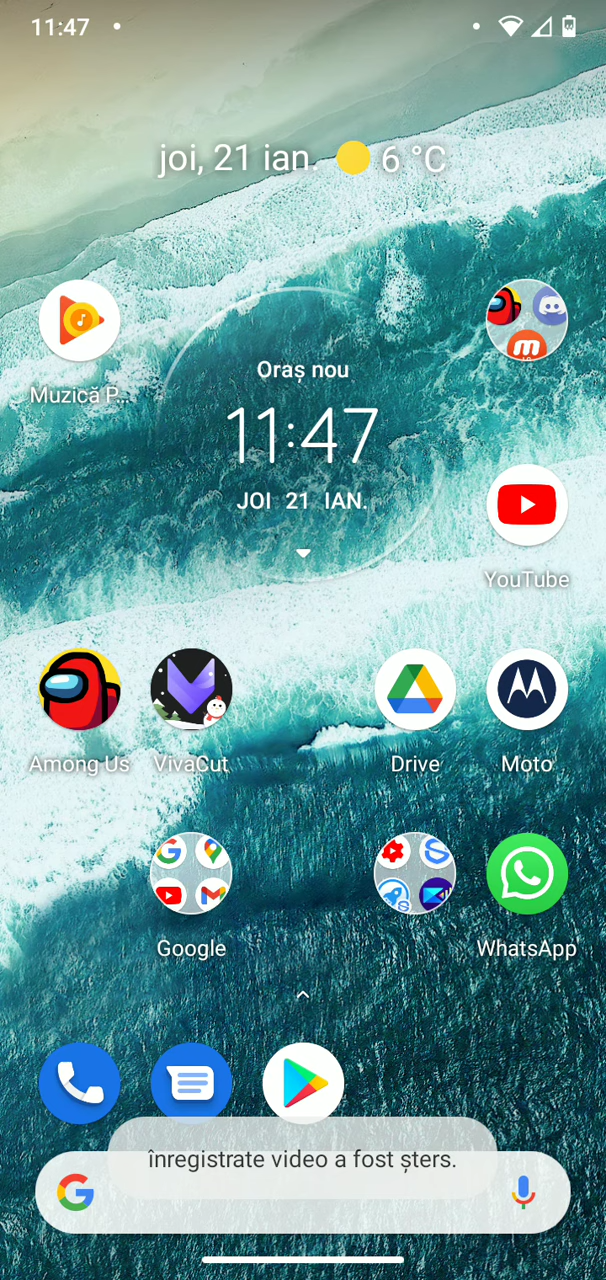 11:47
joi, 21 ian. 6 °C
Muzică P...
Oraș nou
11:47
JOI 21 IAN.
YouTube
Among Us
VivaCut
Drive
Moto
Google
WhatsApp
înregistrate video a fost șters.